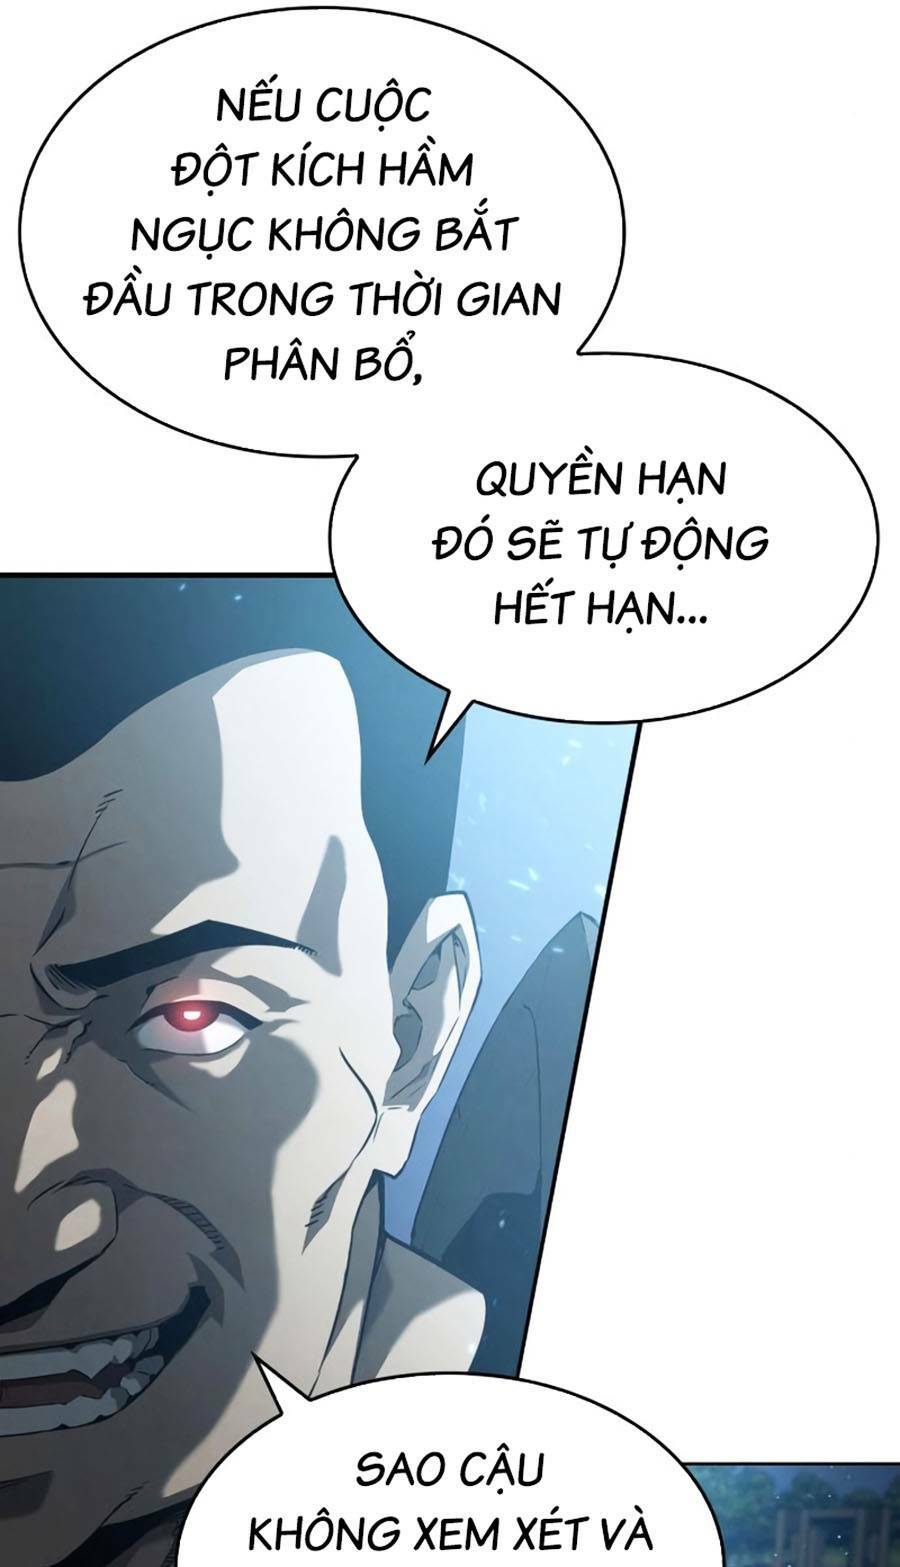 NẾU CUỘC
ĐỘT KÍCH HẦM
NGỤC KHÔNG BẮT
ĐẦU TRONG THỜI GIAN
PHÂN BỔ,
QUYỀN HẠN
ĐÓ SẼ TỰ ĐỘNG
HẾT HẠN...
SAO CẬU
KHÔNG XEM XÉT VÀ